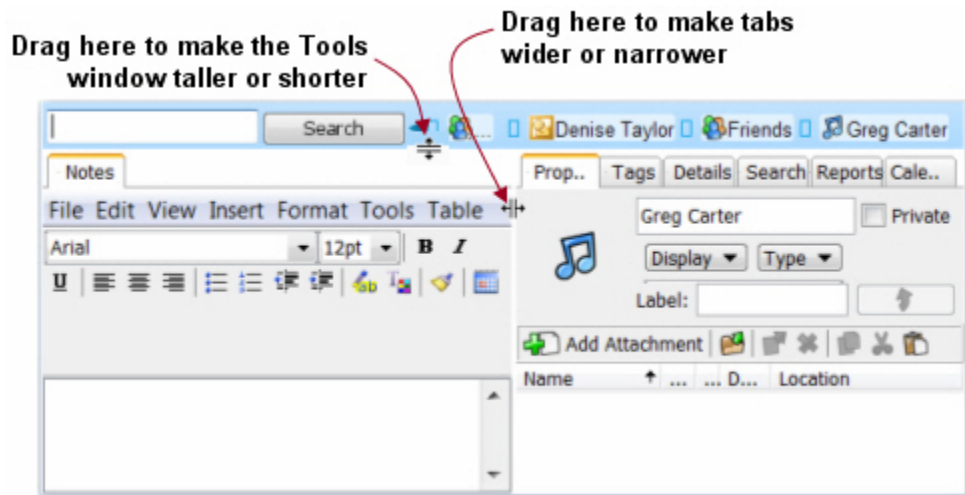 Drag here to make tabs
wider or narrower
Drag here to make the Tools
window taller or shorter
Search ... Denise Taylor Friends Greg Carter
Notes Prop.. Tags Details Search Reports Cale..
File Edit View Insert Format Tools Table
Greg Carter Private
Arial 12pt B I
Display Type
U
Label:
Add Attachment
Name ... ... D... Location